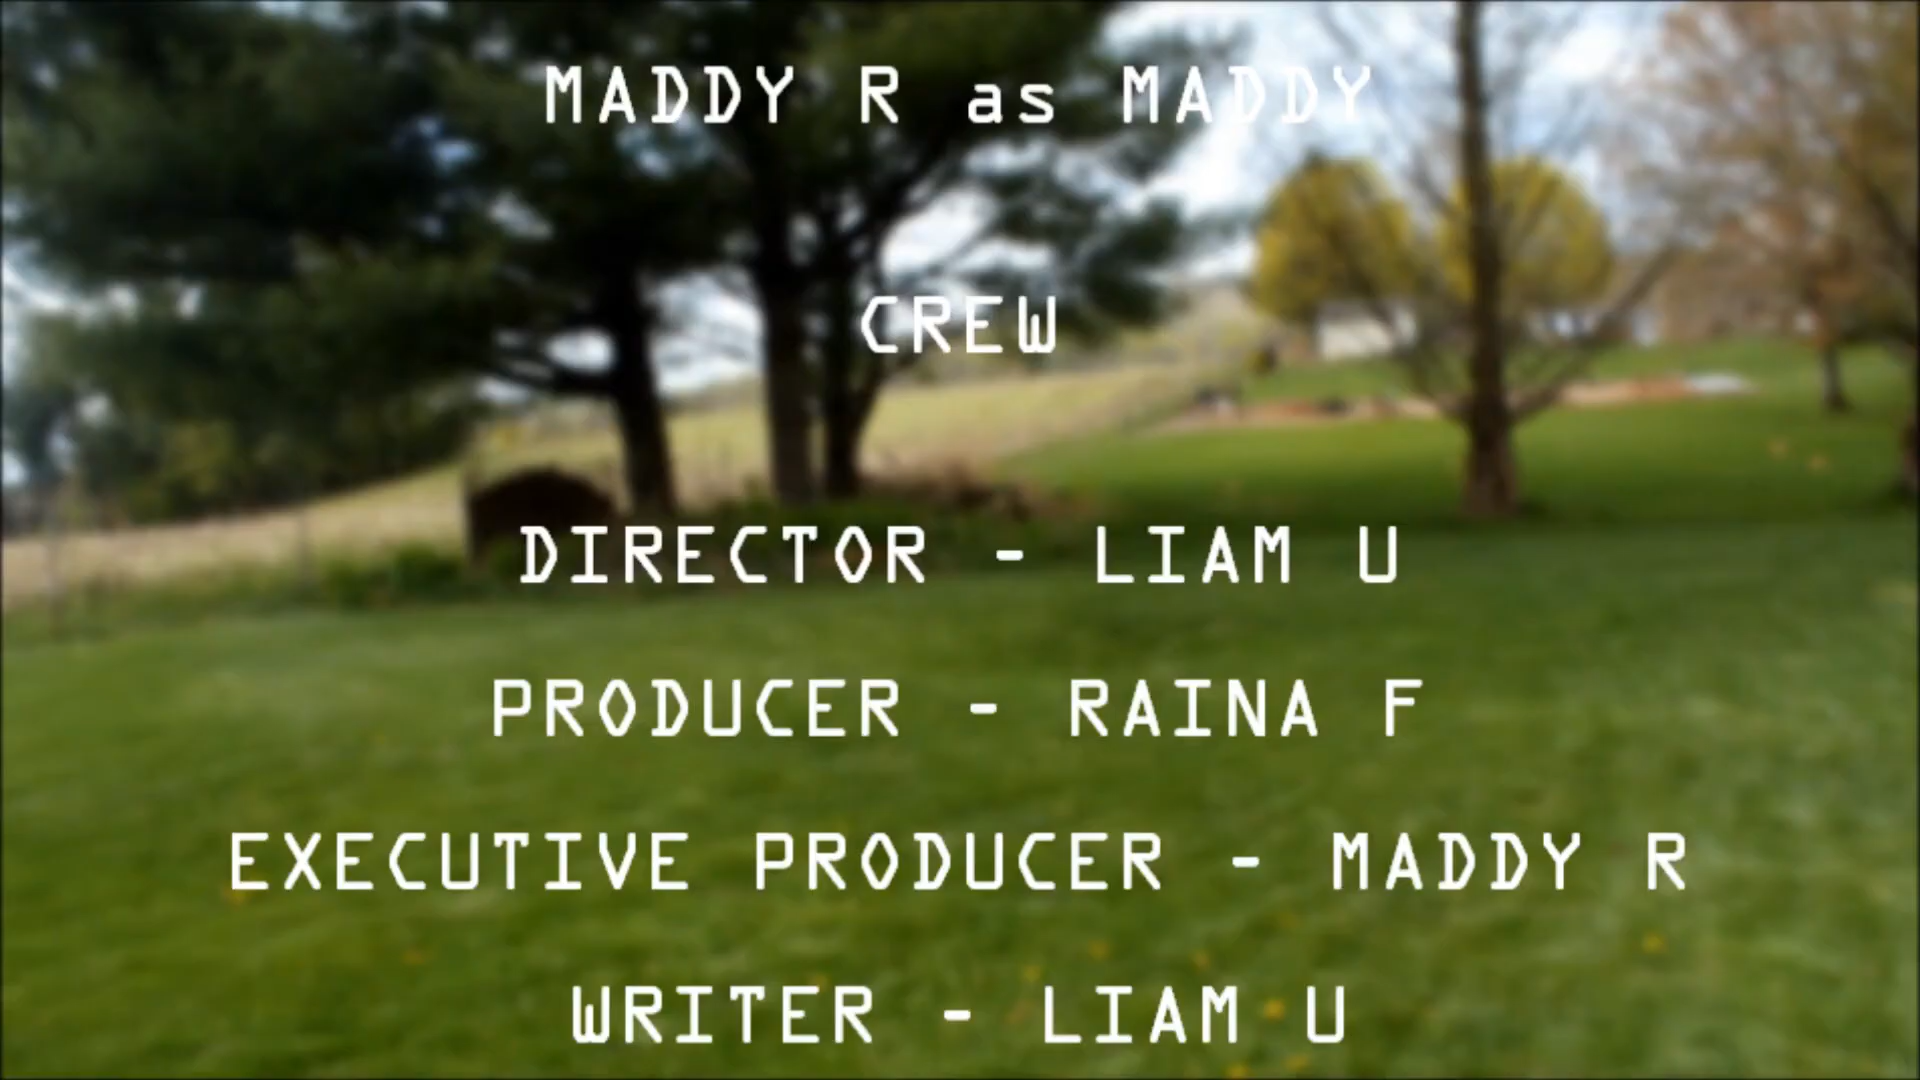 MADDY R as MADDY
CREW
DIRECTOR - LIAM U
PRODUCER - RAINA F
EXECUTIVE PRODUCER - MADDY R
WRITER - LIAM U